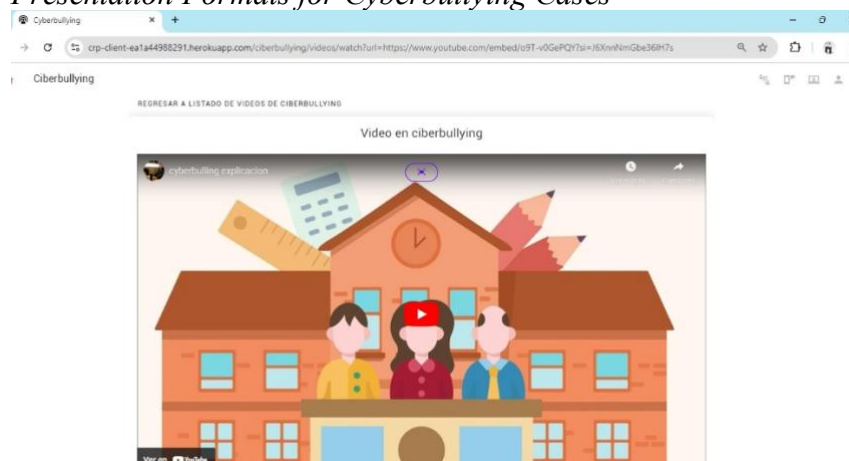 Presentation Formats for Cyberbullying Cases
Cyberbullying
crp-client-ea1a44988291.herokuapp.com/ciberbullying/videos/watch?url=https://www.youtube.com/embed/o9T-v0GePQY?si=J6XnnNmGbe36IH7s
Ciberbullying
REGRESAR A LISTADO DE VIDEOS DE CIBERBULLYING
Video en ciberbullying
cyberbulling explicacion
Ver en YouTube